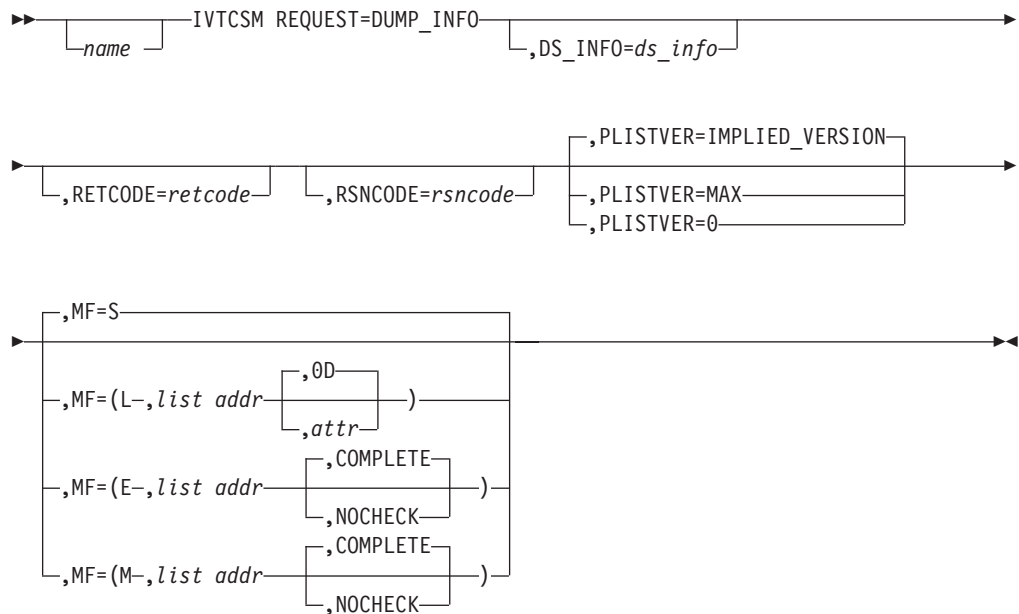 IVTCSM REQUEST=DUMP_INFO
name
,DS_INFO=ds_info
,PLISTVER=IMPLIED_VERSION
,RETCODE=retcode
,RSNCODE=rsncode
,PLISTVER=MAX
,PLISTVER=0
,MF=S
,0D
,MF=(L ,list addr )
,attr
,COMPLETE
,MF=(E ,list addr )
,NOCHECK
,COMPLETE
,MF=(M ,list addr )
,NOCHECK